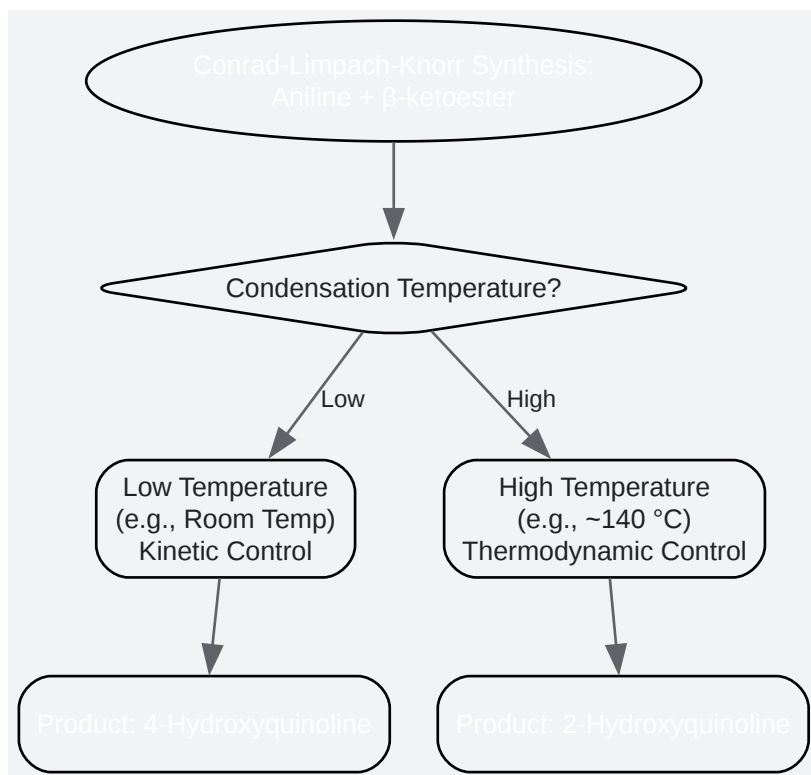 Conrad-Limpach-Knorr Synthesis:
Aniline + β-ketoester
Condensation Temperature?
Low
High
Low Temperature
(e.g., Room Temp)
Kinetic Control
High Temperature
(e.g., ~140 °C)
Thermodynamic Control
Product: 4-Hydroxyquinoline
Product: 2-Hydroxyquinoline